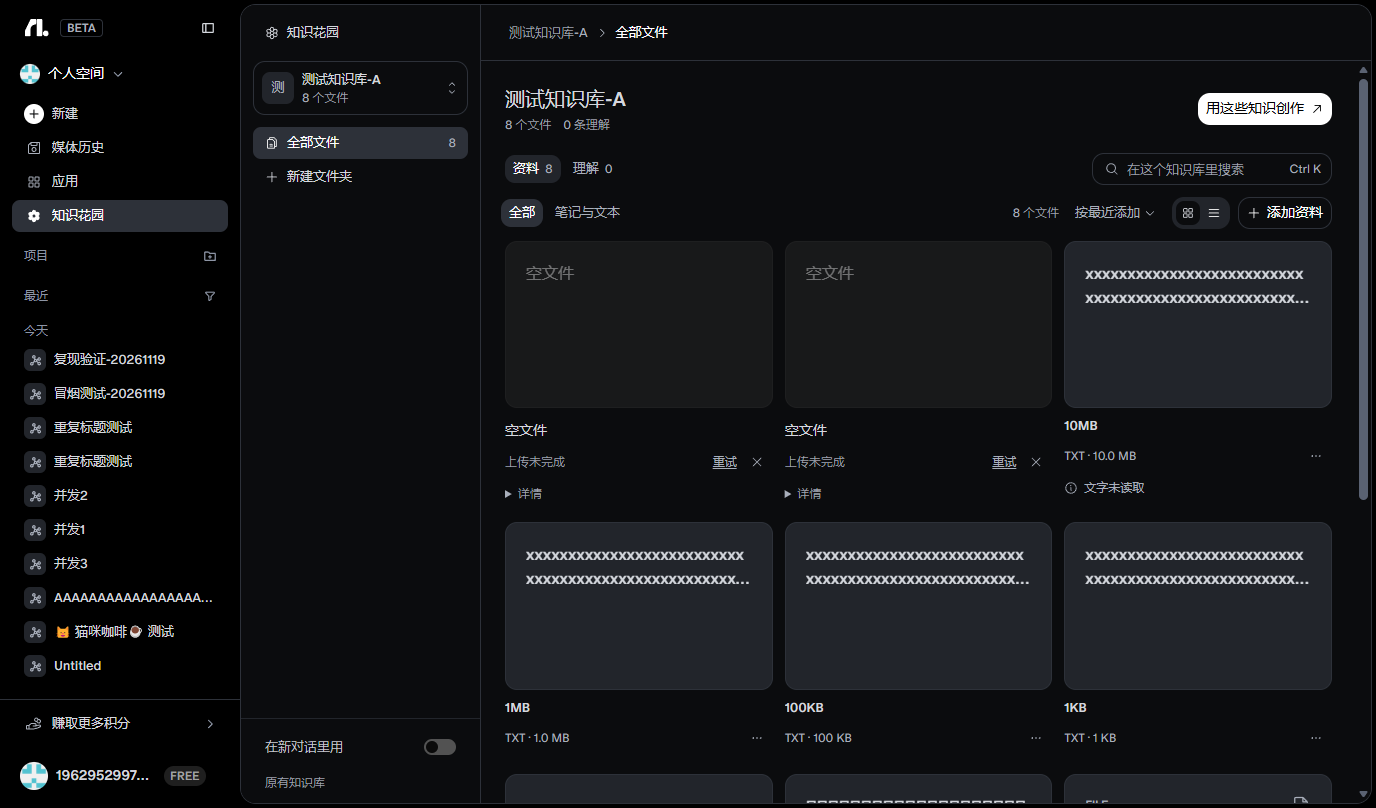 BETA
个人空间
新建
媒体历史
应用
知识花园
项目
最近
今天
复现验证-20261119
冒烟测试-20261119
重复标题测试
重复标题测试
并发2
并发1
并发3
AAAAAAAAAAAAAAAAA...
🐱 猫咪咖啡☕ 测试
Untitled
赚取更多积分
1962952997...
FREE
知识花园
测
测试知识库-A
8 个文件
全部文件 8
新建文件夹
在新对话里用
原有知识库
测试知识库-A > 全部文件
测试知识库-A
8 个文件 0 条理解
用这些知识创作
资料 8 理解 0
在这个知识库里搜索 Ctrl K
全部 笔记与文本
8 个文件 按最近添加
添加资料
空文件
空文件
上传未完成 重试
详情
空文件
空文件
上传未完成 重试
详情
xxxxxxxxxxxxxxxxxxxxxxxxxx
xxxxxxxxxxxxxxxxxxxxxxxxx...
10MB
TXT · 10.0 MB
文字未读取
xxxxxxxxxxxxxxxxxxxxxxxxxx
xxxxxxxxxxxxxxxxxxxxxxxxx...
1MB
TXT · 1.0 MB
xxxxxxxxxxxxxxxxxxxxxxxxxx
xxxxxxxxxxxxxxxxxxxxxxxxx...
100KB
TXT · 100 KB
xxxxxxxxxxxxxxxxxxxxxxxxxx
xxxxxxxxxxxxxxxxxxxxxxxxx...
1KB
TXT · 1 KB
FILE